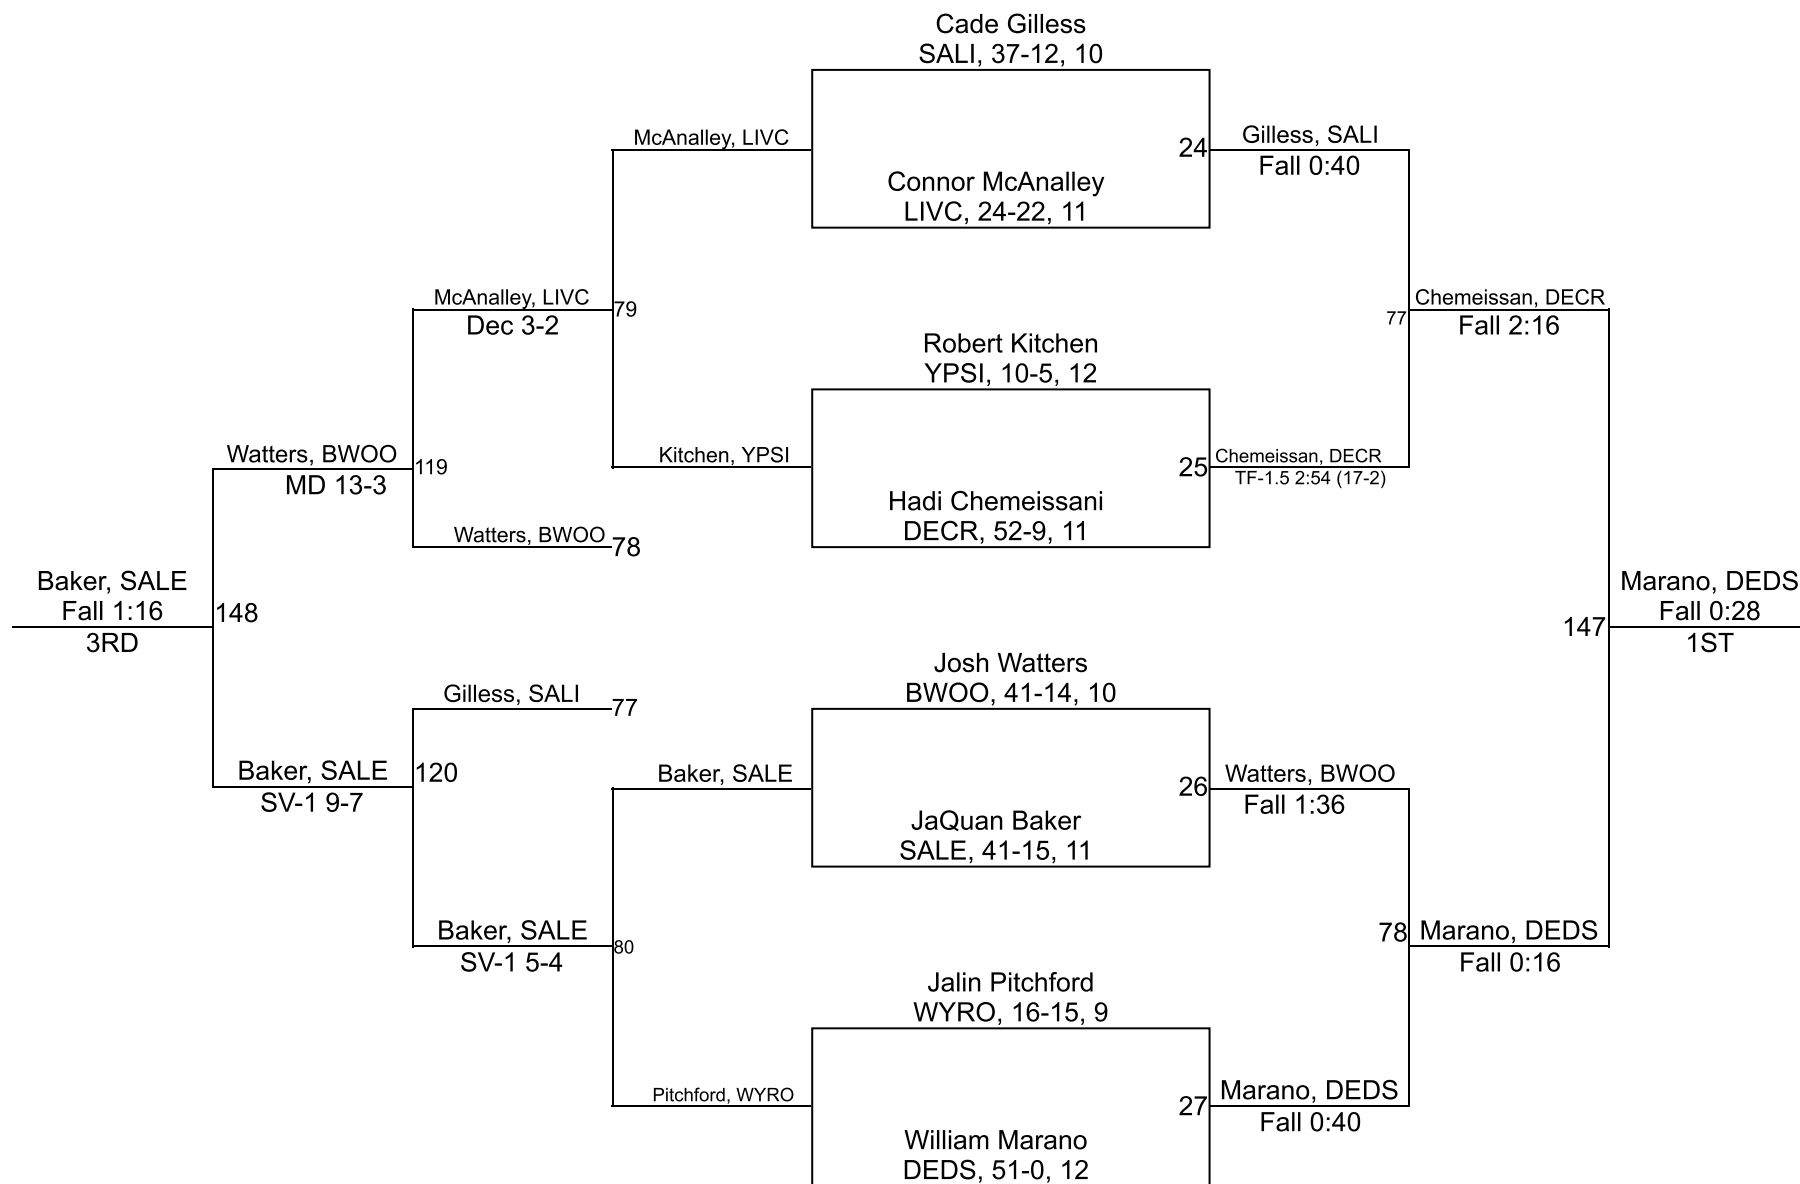 Cade Gilless
SALI, 37-12, 10
McAnalley, LIVC
24
Gilless, SALI
Fall 0:40
Connor McAnalley
LIVC, 24-22, 11
McAnalley, LIVC
Dec 3-2
79
77
Chemeissan, DECR
Fall 2:16
Robert Kitchen
YPSI, 10-5, 12
Watters, BWOO
MD 13-3
119
Kitchen, YPSI
25
Chemeissan, DECR
TF-1.5 2:54 (17-2)
Hadi Chemeissani
DECR, 52-9, 11
Watters, BWOO
78
Baker, SALE
Fall 1:16
3RD
148
147
Marano, DEDS
Fall 0:28
1ST
Josh Watters
BWOO, 41-14, 10
Gilless, SALI
77
Baker, SALE
SV-1 9-7
120
Baker, SALE
26
Watters, BWOO
Fall 1:36
JaQuan Baker
SALE, 41-15, 11
Baker, SALE
SV-1 5-4
80
78
Marano, DEDS
Fall 0:16
Jalin Pitchford
WYRO, 16-15, 9
Pitchford, WYRO
27
Marano, DEDS
Fall 0:40
William Marano
DEDS, 51-0, 12